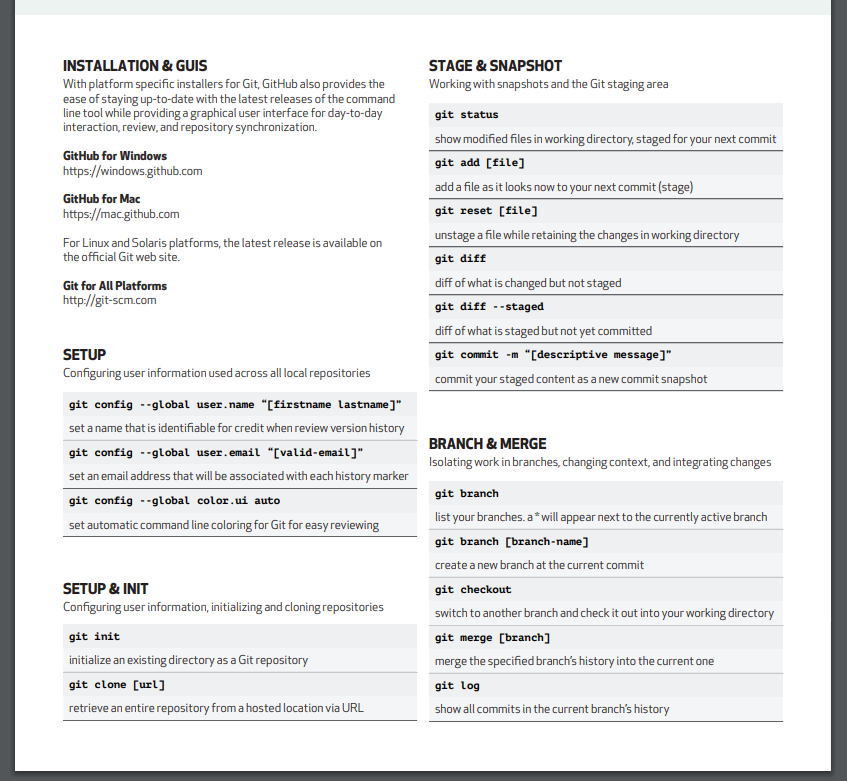 INSTALLATION & GUIS
With platform specific installers for Git, GitHub also provides the
ease of staying up-to-date with the latest releases of the command
line tool while providing a graphical user interface for day-to-day
interaction, review, and repository synchronization.
GitHub for Windows
https://windows.github.com
GitHub for Mac
https://mac.github.com
For Linux and Solaris platforms, the latest release is available on
the official Git web site.
Git for All Platforms
http://git-scm.com
SETUP
Configuring user information used across all local repositories
git config --global user.name “[firstname lastname]”
set a name that is identifiable for credit when review version history
git config --global user.email “[valid-email]”
set an email address that will be associated with each history marker
git config --global color.ui auto
set automatic command line coloring for Git for easy reviewing
SETUP & INIT
Configuring user information, initializing and cloning repositories
git init
initialize an existing directory as a Git repository
git clone [url]
retrieve an entire repository from a hosted location via URL
STAGE & SNAPSHOT
Working with snapshots and the Git staging area
git status
show modified files in working directory, staged for your next commit
git add [file]
add a file as it looks now to your next commit (stage)
git reset [file]
unstage a file while retaining the changes in working directory
git diff
diff of what is changed but not staged
git diff --staged
diff of what is staged but not yet committed
git commit -m “[descriptive message]”
commit your staged content as a new commit snapshot
BRANCH & MERGE
Isolating work in branches, changing context, and integrating changes
git branch
list your branches. a * will appear next to the currently active branch
git branch [branch-name]
create a new branch at the current commit
git checkout
switch to another branch and check it out into your working directory
git merge [branch]
merge the specified branch’s history into the current one
git log
show all commits in the current branch’s history